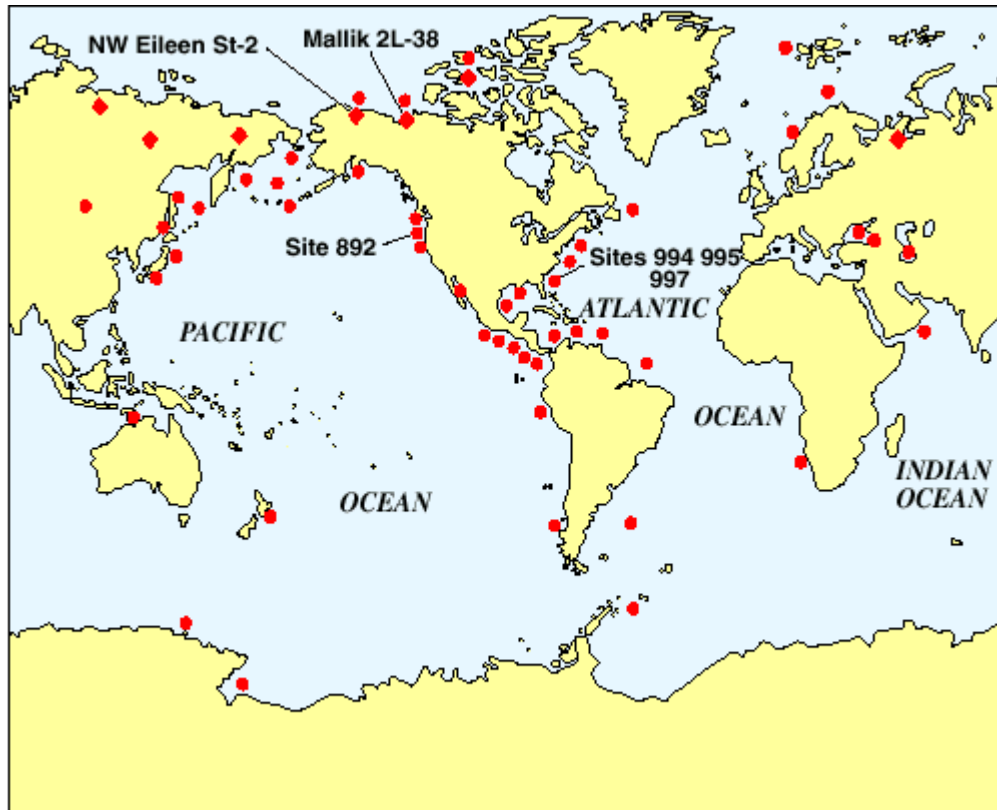 NW Eileen St-2
Mallik 2L-38
Site 892
Sites 994 995
997
ATLANTIC
PACIFIC
OCEAN
INDIAN
OCEAN
OCEAN